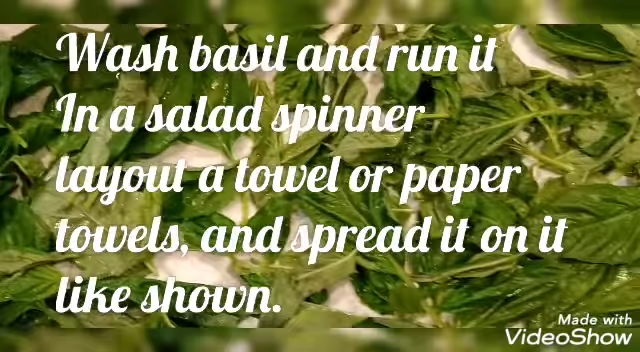 Wash basil and run it
In a salad spinner
layout a towel or paper
towels, and spread it on it
like shown.
Made with
VideoShow